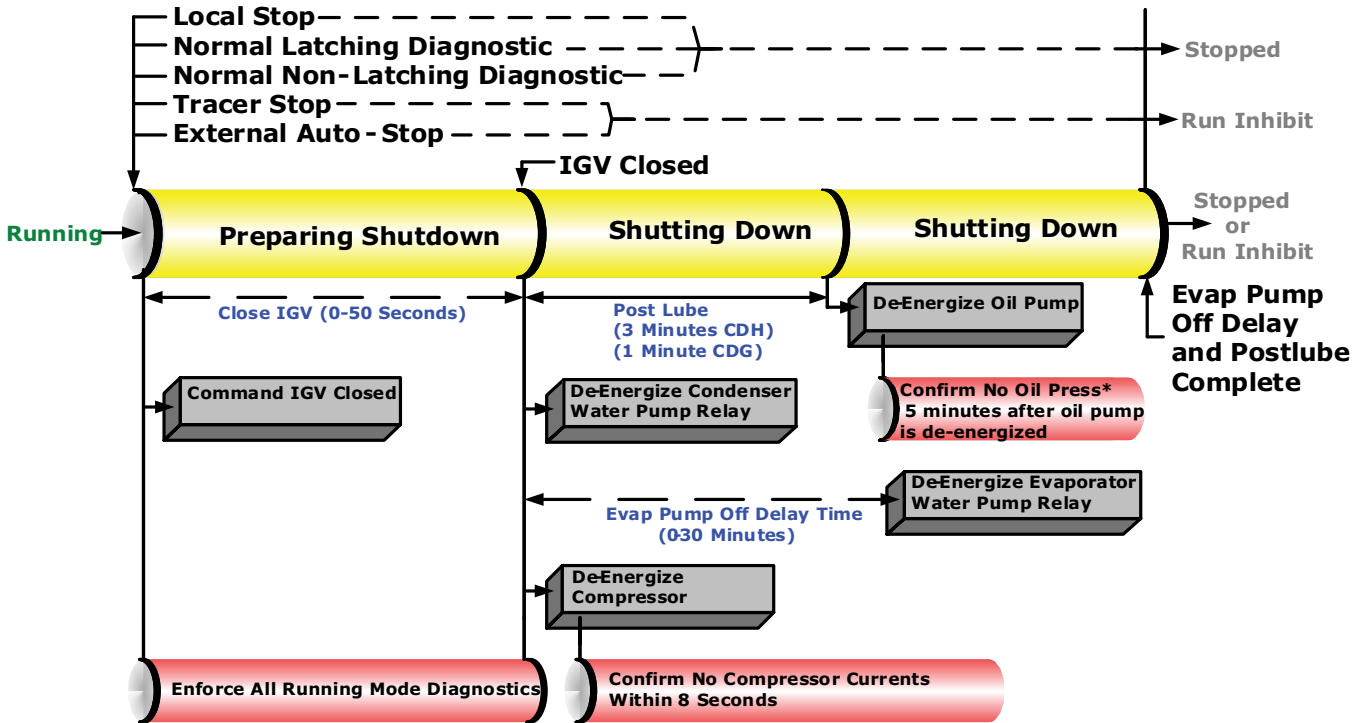 Local Stop
Normal Latching Diagnostic
Normal Non-Latching Diagnostic
Tracer Stop
External Auto-Stop
Stopped
Run Inhibit
IGV Closed
Running
Preparing Shutdown
Shutting Down
Shutting Down
Stopped
or
Run Inhibit
Close IGV (0-50 Seconds)
Post Lube
(3 Minutes CDH)
(1 Minute CDG)
De-Energize Oil Pump
Evap Pump
Off Delay
and Postlube
Complete
Command IGV Closed
De-Energize Condenser
Water Pump Relay
Confirm No Oil Press*
5 minutes after oil pump
is de-energized
De-Energize Evaporator
Water Pump Relay
Evap Pump Off Delay Time
(0-30 Minutes)
De-Energize
Compressor
Enforce All Running Mode Diagnostics
Confirm No Compressor Currents
Within 8 Seconds